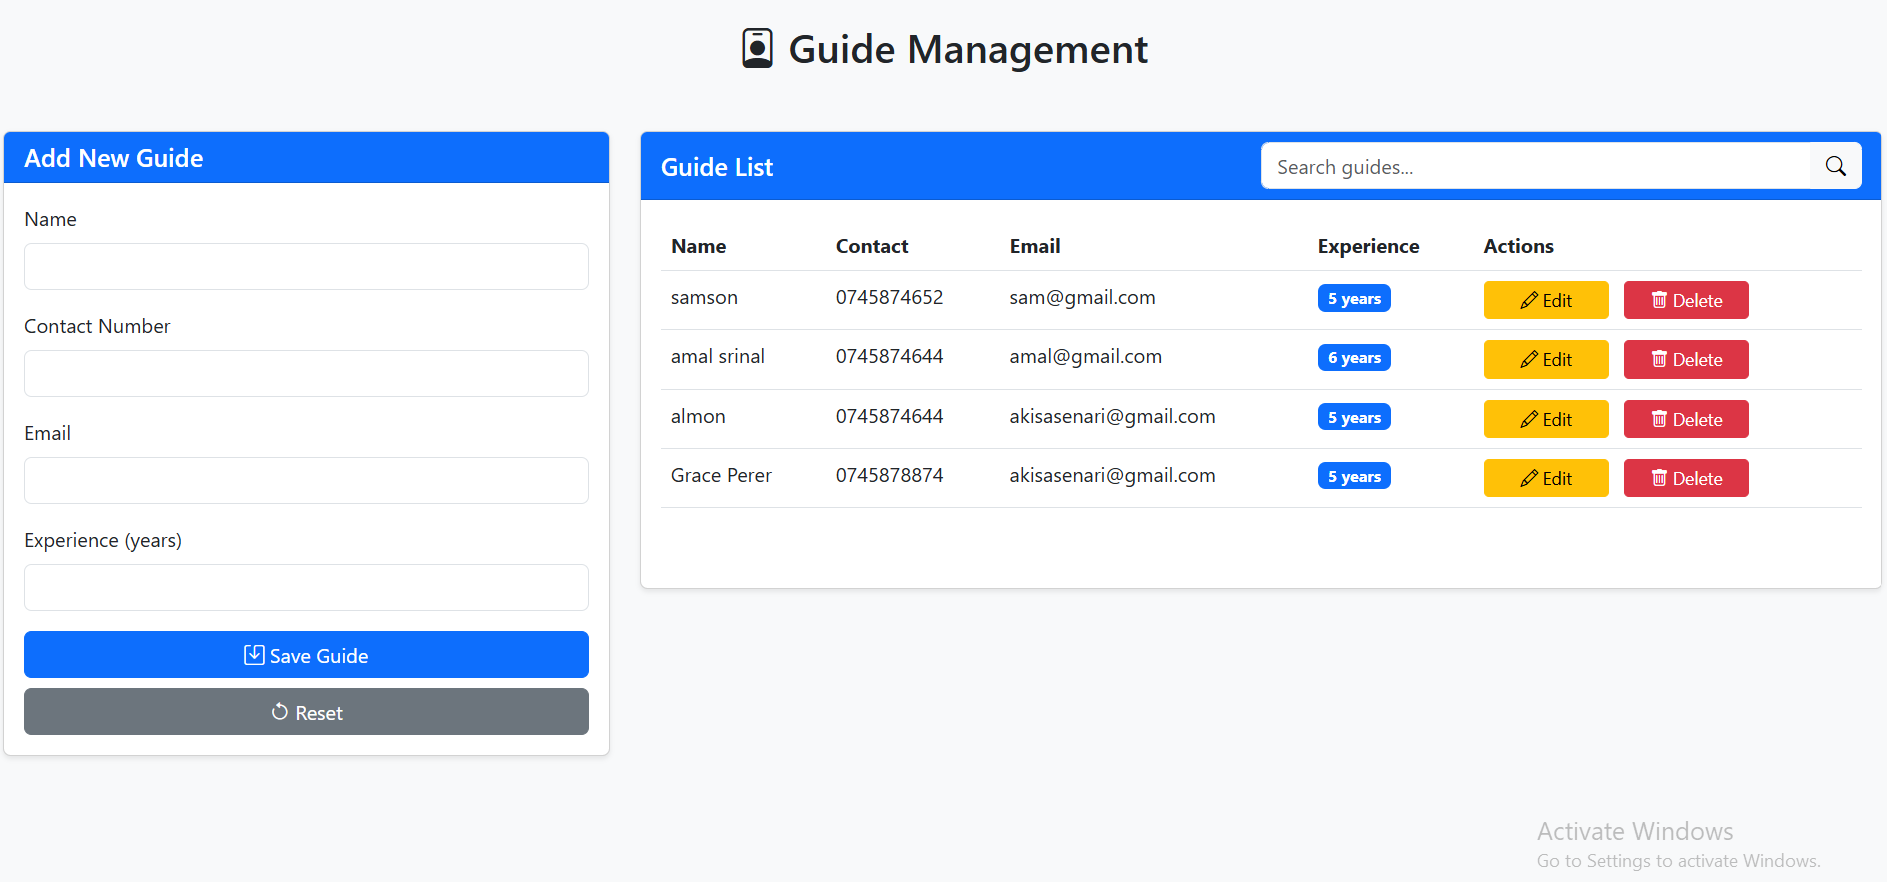 Guide Management
Add New Guide
Name
Contact Number
Email
Experience (years)
Save Guide
Reset
Guide List
Search guides...
Name Contact Email Experience Actions
samson 0745874652 sam@gmail.com 5 years Edit Delete
amal srinal 0745874644 amal@gmail.com 6 years Edit Delete
almon 0745874644 akisasenari@gmail.com 5 years Edit Delete
Grace Perer 0745878874 akisasenari@gmail.com 5 years Edit Delete
Activate Windows
Go to Settings to activate Windows.